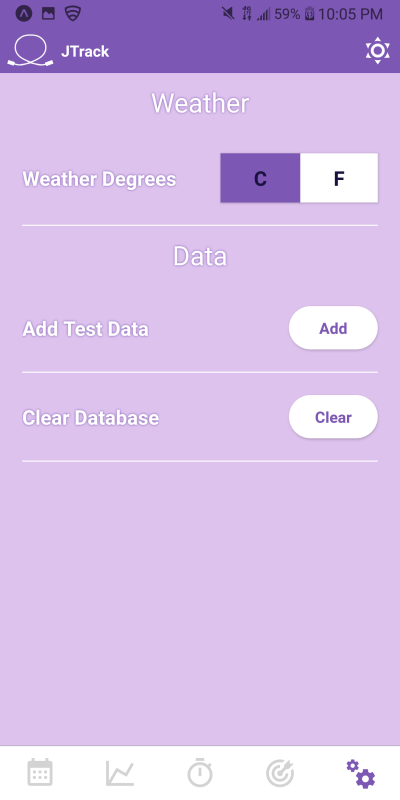 59% 10:05 PM
JTrack
Weather
Weather Degrees C F
Data
Add Test Data Add
Clear Database Clear